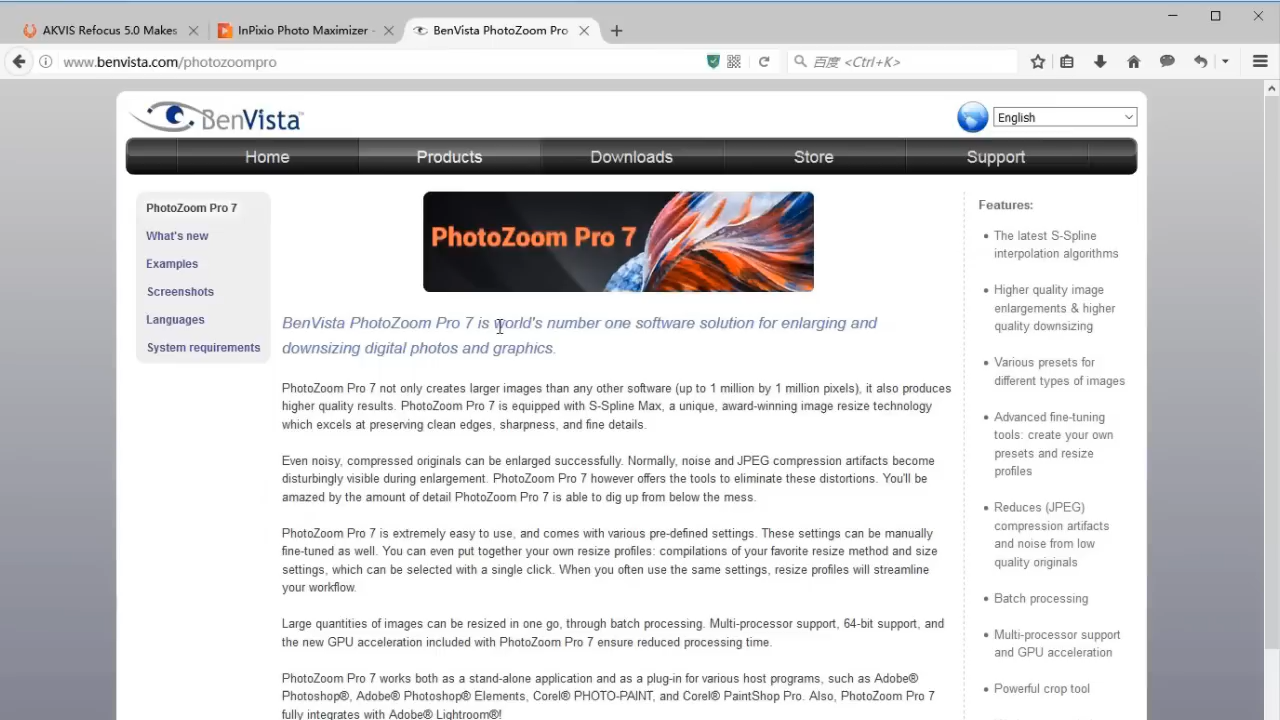 AKVIS Refocus 5.0 Makes
InPixio Photo Maximizer -
BenVista PhotoZoom Pro
www.benvista.com/photozoompro
百度 <Ctrl+K>
BenVista™
English
Home
Products
Downloads
Store
Support
PhotoZoom Pro 7
What's new
Examples
Screenshots
Languages
System requirements
PhotoZoom Pro 7
BenVista PhotoZoom Pro 7 is world's number one software solution for enlarging and
downsizing digital photos and graphics.
PhotoZoom Pro 7 not only creates larger images than any other software (up to 1 million by 1 million pixels), it also produces
higher quality results. PhotoZoom Pro 7 is equipped with S-Spline Max, a unique, award-winning image resize technology
which excels at preserving clean edges, sharpness, and fine details.
Even noisy, compressed originals can be enlarged successfully. Normally, noise and JPEG compression artifacts become
disturbingly visible during enlargement. PhotoZoom Pro 7 however offers the tools to eliminate these distortions. You'll be
amazed by the amount of detail PhotoZoom Pro 7 is able to dig up from below the mess.
PhotoZoom Pro 7 is extremely easy to use, and comes with various pre-defined settings. These settings can be manually
fine-tuned as well. You can even put together your own resize profiles: compilations of your favorite resize method and size
settings, which can be selected with a single click. When you often use the same settings, resize profiles will streamline
your workflow.
Large quantities of images can be resized in one go, through batch processing. Multi-processor support, 64-bit support, and
the new GPU acceleration included with PhotoZoom Pro 7 ensure reduced processing time.
PhotoZoom Pro 7 works both as a stand-alone application and as a plug-in for various host programs, such as Adobe®
Photoshop®, Adobe® Photoshop® Elements, Corel® PHOTO-PAINT, and Corel® PaintShop Pro. Also, PhotoZoom Pro 7
fully integrates with Adobe® Lightroom®!
Features:
The latest S-Spline
interpolation algorithms
Higher quality image
enlargements & higher
quality downsizing
Various presets for
different types of images
Advanced fine-tuning
tools: create your own
presets and resize
profiles
Reduces (JPEG)
compression artifacts
and noise from low
quality originals
Batch processing
Multi-processor support
and GPU acceleration
Powerful crop tool